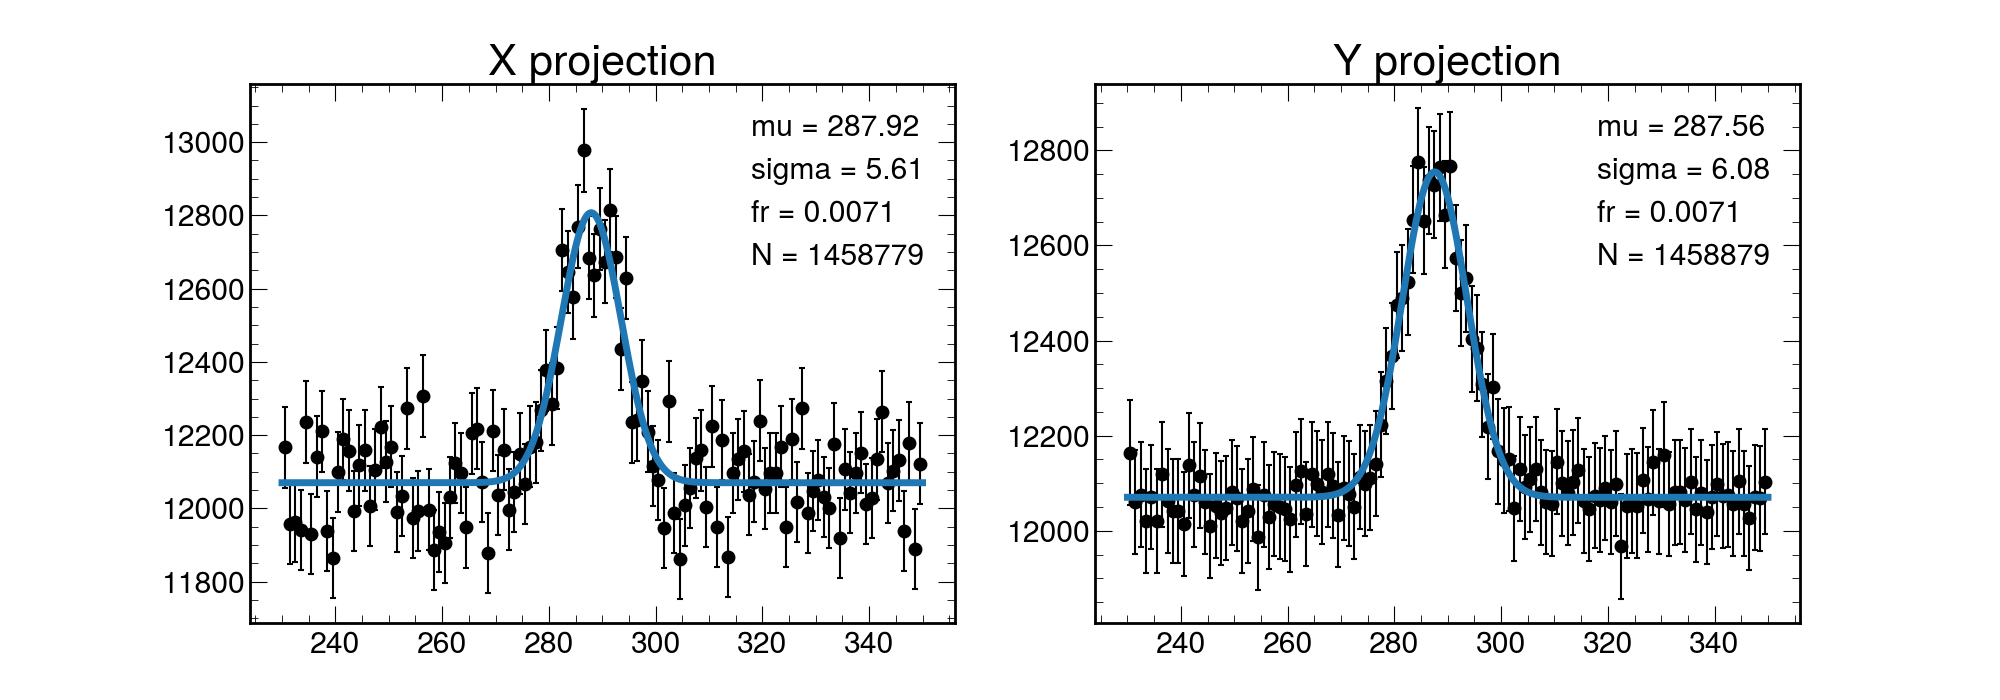 X projection
mu = 287.92
sigma = 5.61
fr = 0.0071
N = 1458779
13000
12800
12600
12400
12200
12000
11800
240 260 280 300 320 340
Y projection
mu = 287.56
sigma = 6.08
fr = 0.0071
N = 1458879
12800
12600
12400
12200
12000
240 260 280 300 320 340